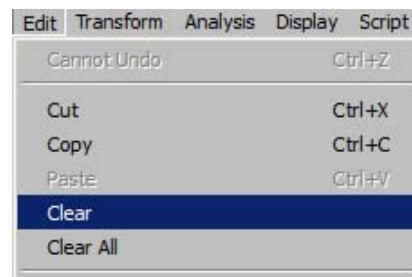 Edit Transform Analysis Display Script
Cannot Undo Ctrl+Z
Cut Ctrl+X
Copy Ctrl+C
Paste Ctrl+V
Clear
Clear All